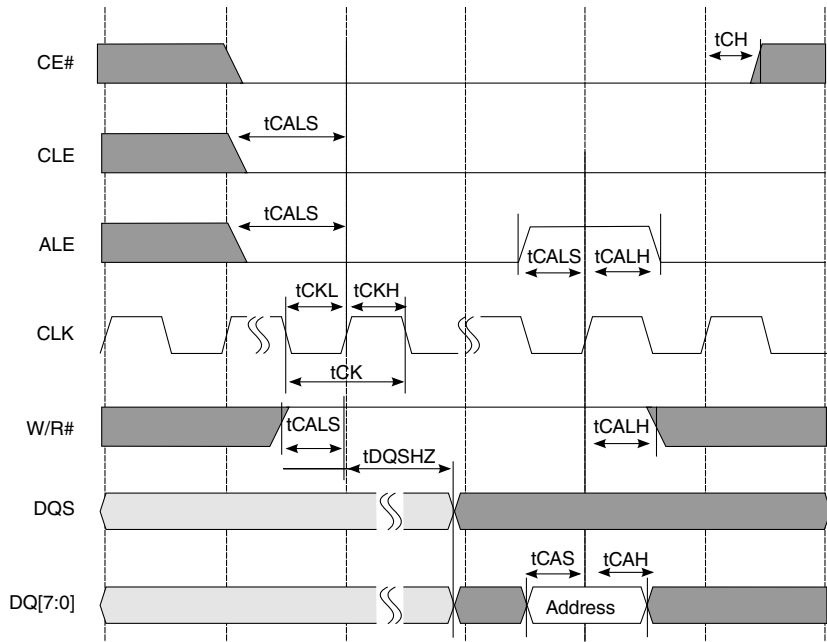 tCH
CE#
tCALS
CLE
tCALS
ALE
tCALS tCALH
tCKL tCKH
CLK
tCK
W/R#
tCALS tCALH
tDQSHZ
DQS
tCAS tCAH
DQ[7:0]
Address